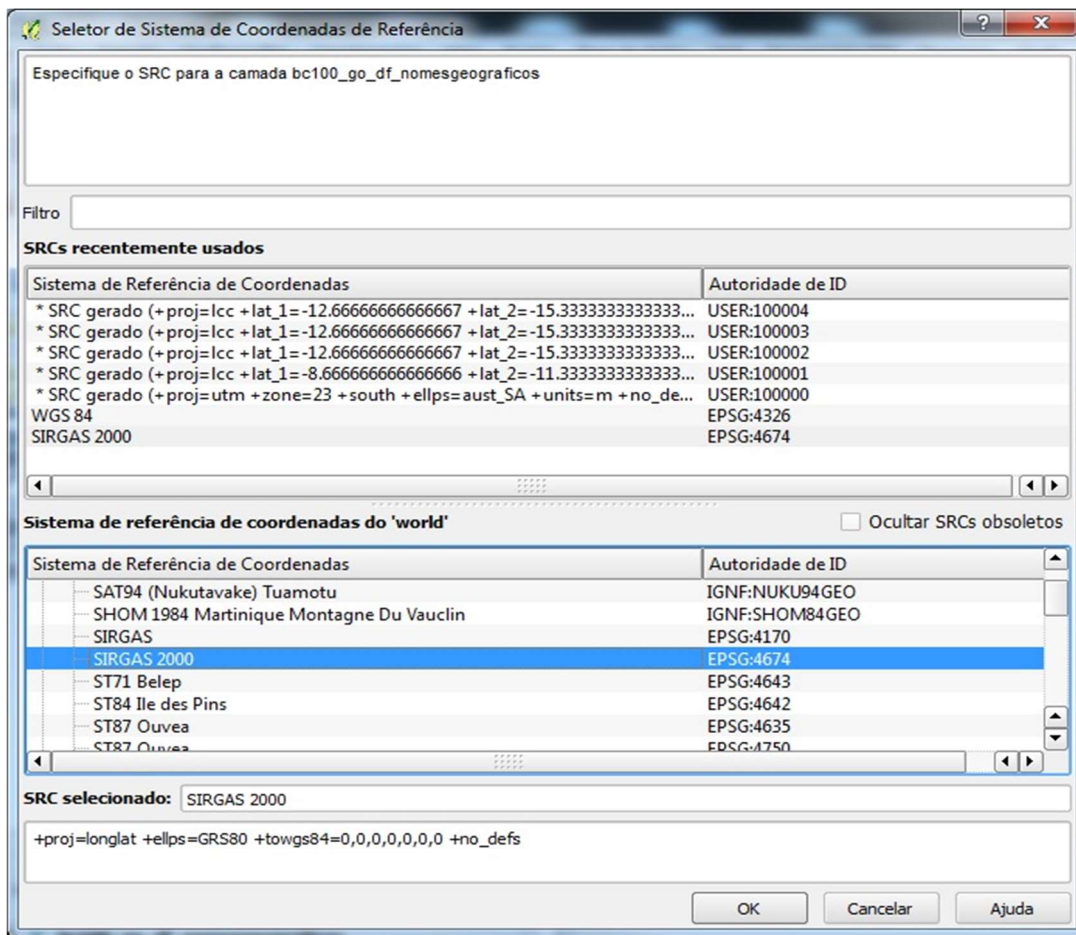 Seletor de Sistema de Coordenadas de Referência
?
Especifique o SRC para a camada bc100_go_df_nomesgeograficos
Filtro
SRCs recentemente usados
Sistema de Referência de Coordenadas Autoridade de ID
* SRC gerado (+proj=lcc +lat_1=-12.66666666666667 +lat_2=-15.3333333333333... USER:100004
* SRC gerado (+proj=lcc +lat_1=-12.66666666666667 +lat_2=-15.3333333333333... USER:100003
* SRC gerado (+proj=lcc +lat_1=-12.66666666666667 +lat_2=-15.3333333333333... USER:100002
* SRC gerado (+proj=lcc +lat_1=-8.666666666666666 +lat_2=-11.3333333333333... USER:100001
* SRC gerado (+proj=utm +zone=23 +south +ellps=aust_SA +units=m +no_de... USER:100000
WGS 84 EPSG:4326
SIRGAS 2000 EPSG:4674
Sistema de referência de coordenadas do 'world' Ocultar SRCs obsoletos
Sistema de Referência de Coordenadas Autoridade de ID
SAT94 (Nukutavake) Tuamotu IGNF:NUKU94GEO
SHOM 1984 Martinique Montagne Du Vauclin IGNF:SHOM84GEO
SIRGAS EPSG:4170
SIRGAS 2000 EPSG:4674
ST71 Belep EPSG:4643
ST84 Ile des Pins EPSG:4642
ST87 Ouvea EPSG:4635
ST87 Ouvea EPSG:4750
SRC selecionado: SIRGAS 2000
+proj=longlat +ellps=GRS80 +towgs84=0,0,0,0,0,0,0 +no_defs
OK Cancelar Ajuda